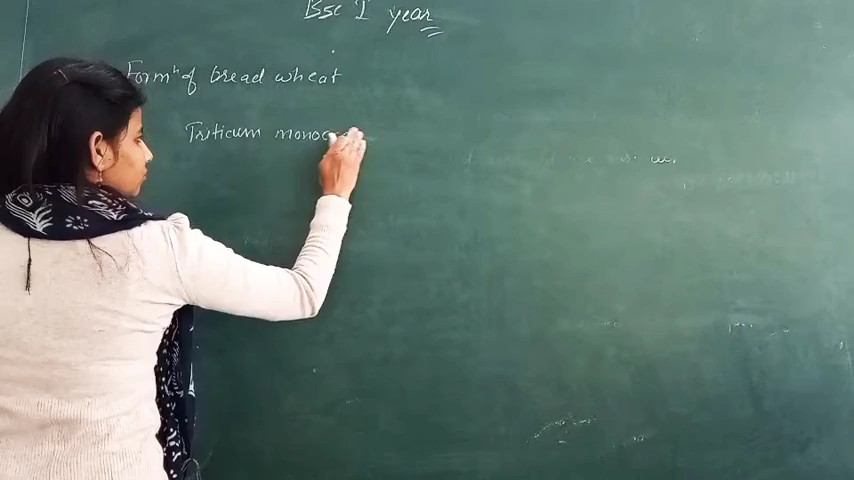 Bsc I year
Formⁿ of bread wheat
Triticum monoc